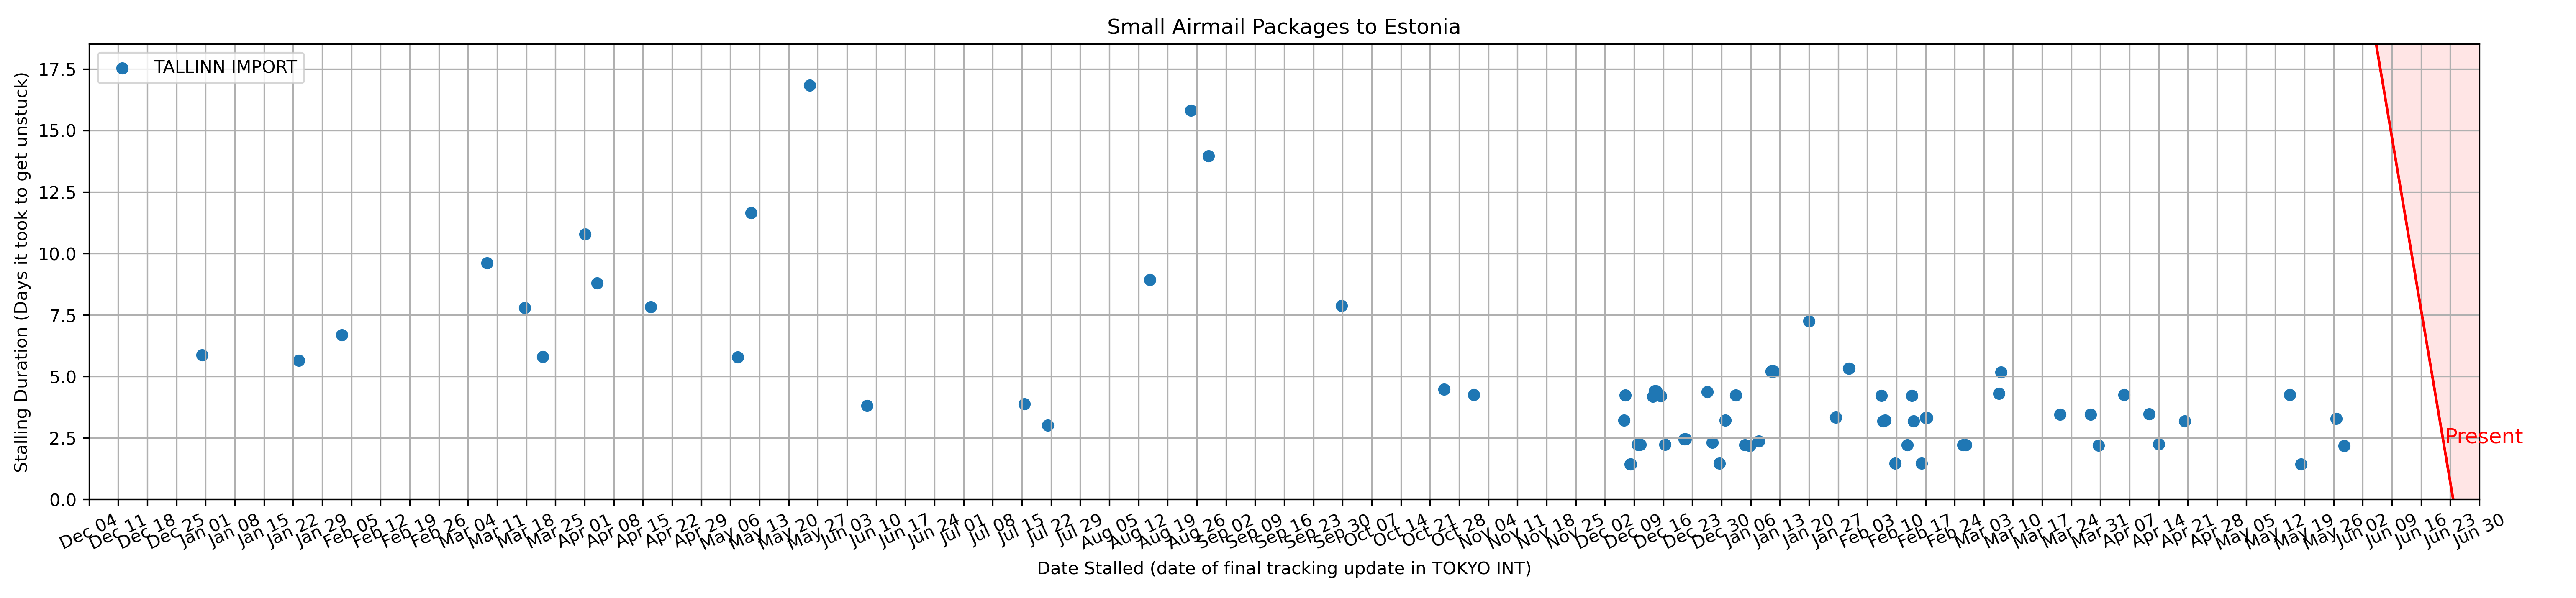 Small Airmail Packages to Estonia
TALLINN IMPORT
Stalling Duration (Days it took to get unstuck)
17.5
15.0
12.5
10.0
7.5
5.0
2.5
0.0
Present
Dec 04 Dec 11 Dec 18 Dec 25 Jan 01 Jan 08 Jan 15 Jan 22 Jan 29 Feb 05 Feb 12 Feb 19 Feb 26 Mar 04 Mar 11 Mar 18 Mar 25 Apr 01 Apr 08 Apr 15 Apr 22 Apr 29 May 06 May 13 May 20 May 27 Jun 03 Jun 10 Jun 17 Jun 24 Jul 01 Jul 08 Jul 15 Jul 22 Jul 29 Aug 05 Aug 12 Aug 19 Aug 26 Sep 02 Sep 09 Sep 16 Sep 23 Sep 30 Oct 07 Oct 14 Oct 21 Oct 28 Nov 04 Nov 11 Nov 18 Nov 25 Dec 02 Dec 09 Dec 16 Dec 23 Dec 30 Jan 06 Jan 13 Jan 20 Jan 27 Feb 03 Feb 10 Feb 17 Feb 24 Mar 03 Mar 10 Mar 17 Mar 24 Mar 31 Apr 07 Apr 14 Apr 21 Apr 28 May 05 May 12 May 19 May 26 Jun 02 Jun 09 Jun 16 Jun 23 Jun 30
Date Stalled (date of final tracking update in TOKYO INT)